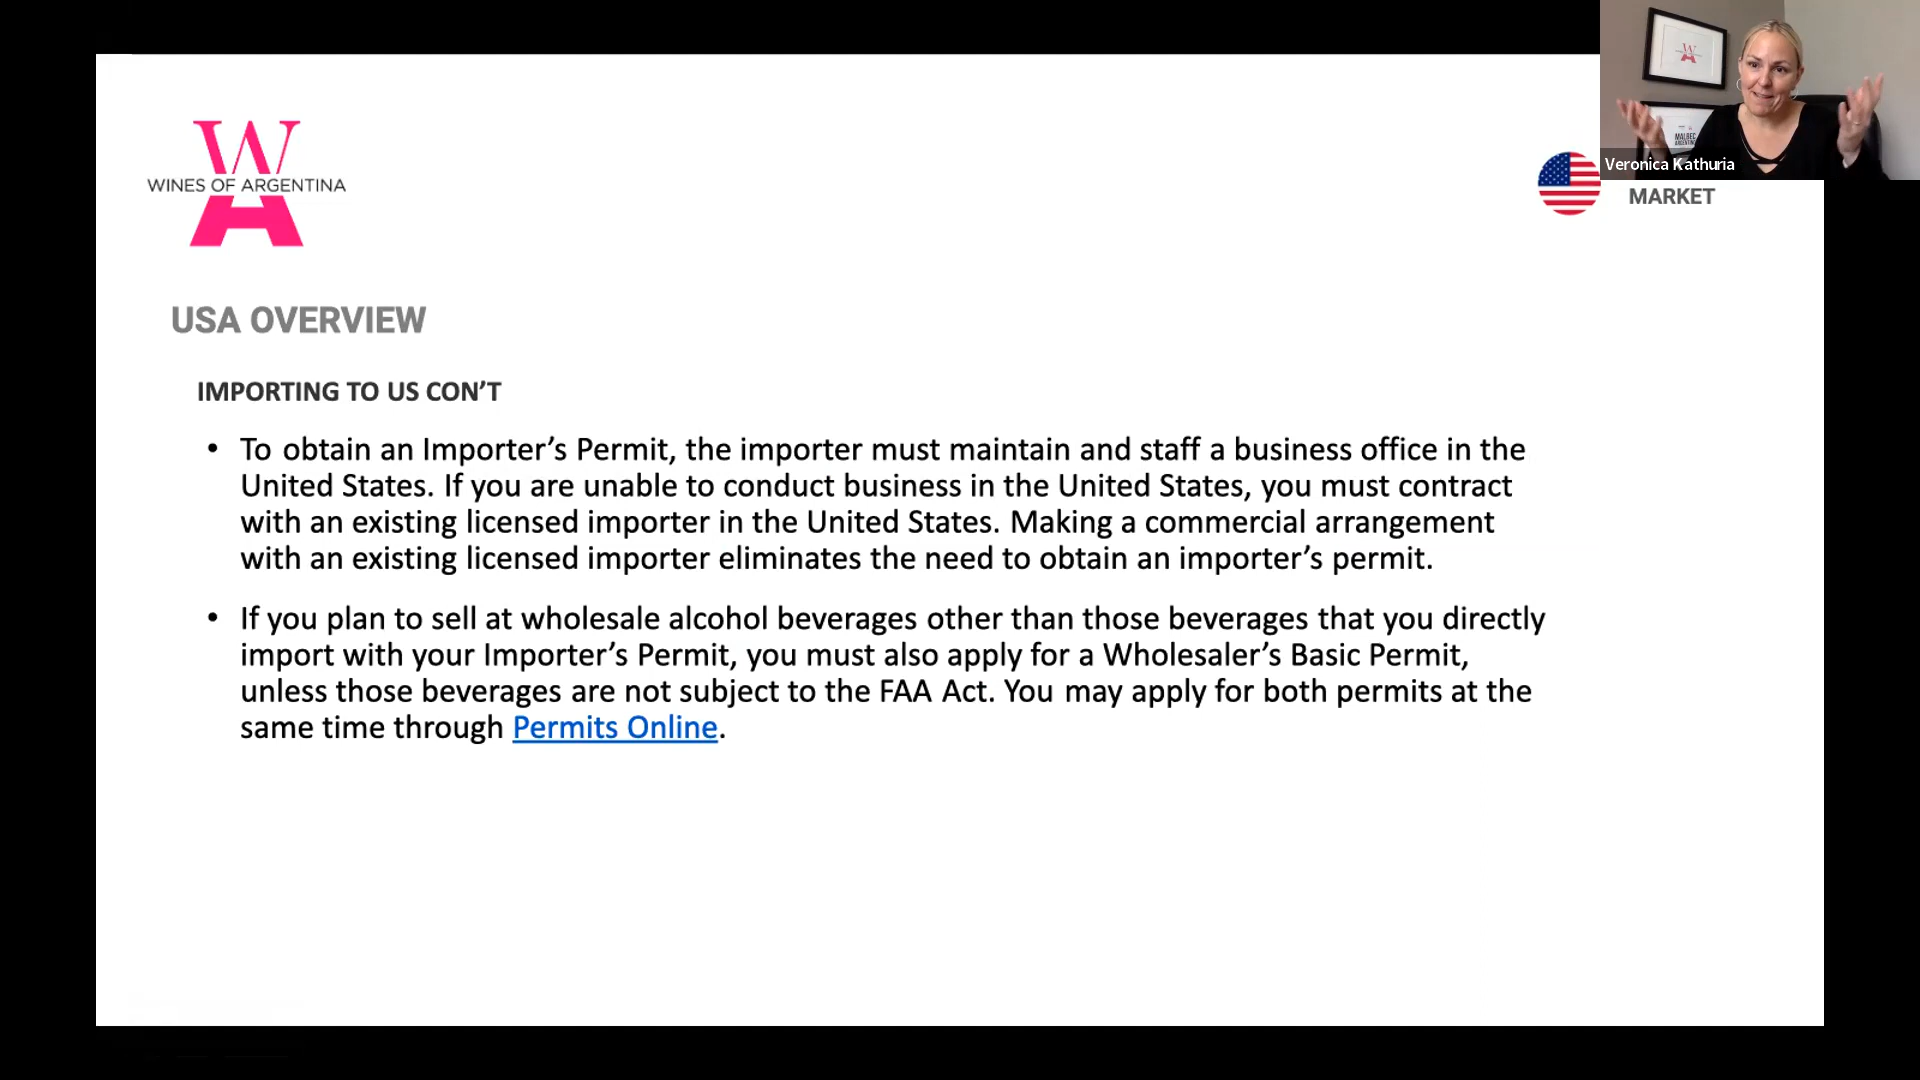 W
WINES OF ARGENTINA
A
Veronica Kathuria
MARKET
USA OVERVIEW
IMPORTING TO US CON’T
• To obtain an Importer’s Permit, the importer must maintain and staff a business office in the
United States. If you are unable to conduct business in the United States, you must contract
with an existing licensed importer in the United States. Making a commercial arrangement
with an existing licensed importer eliminates the need to obtain an importer’s permit.
• If you plan to sell at wholesale alcohol beverages other than those beverages that you directly
import with your Importer’s Permit, you must also apply for a Wholesaler’s Basic Permit,
unless those beverages are not subject to the FAA Act. You may apply for both permits at the
same time through Permits Online.